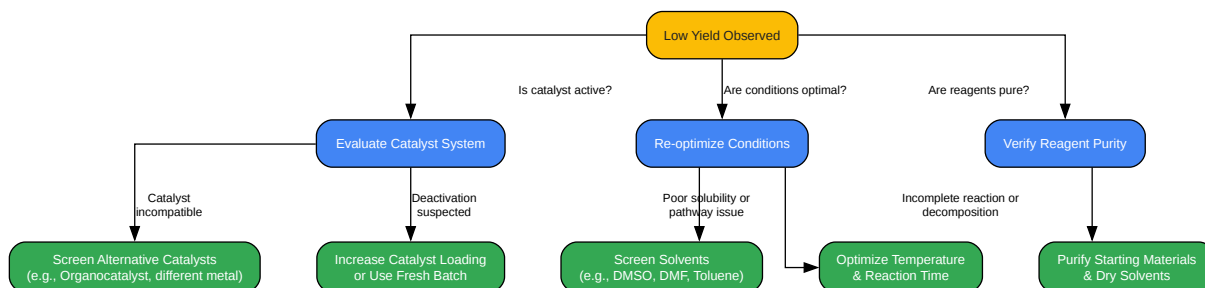 Low Yield Observed
Is catalyst active?
Are conditions optimal?
Are reagents pure?
Evaluate Catalyst System
Re-optimize Conditions
Verify Reagent Purity
Catalyst
incompatible
Deactivation
suspected
Poor solubility or
pathway issue
Incomplete reaction or
decomposition
Screen Alternative Catalysts
(e.g., Organocatalyst, different metal)
Increase Catalyst Loading
or Use Fresh Batch
Screen Solvents
(e.g., DMSO, DMF, Toluene)
Optimize Temperature
& Reaction Time
Purify Starting Materials
& Dry Solvents